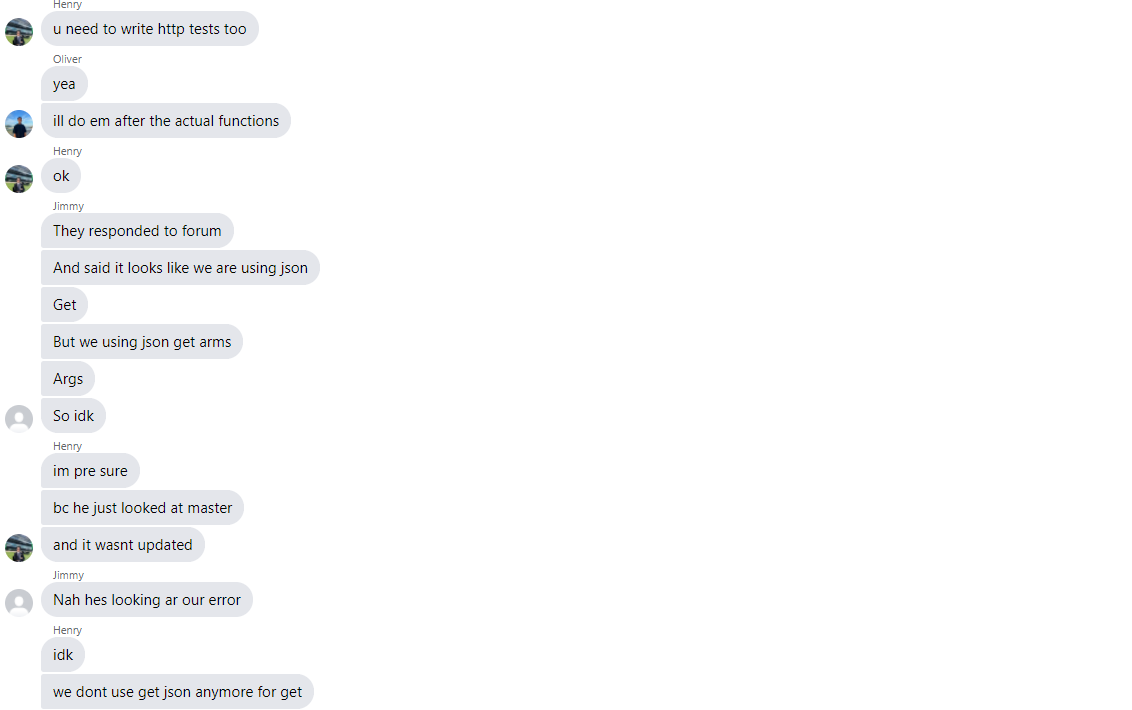 Henry
u need to write http tests too
Oliver
yea
ill do em after the actual functions
Henry
ok
Jimmy
They responded to forum
And said it looks like we are using json
Get
But we using json get arms
Args
So idk
Henry
im pre sure
bc he just looked at master
and it wasnt updated
Jimmy
Nah hes looking ar our error
Henry
idk
we dont use get json anymore for get